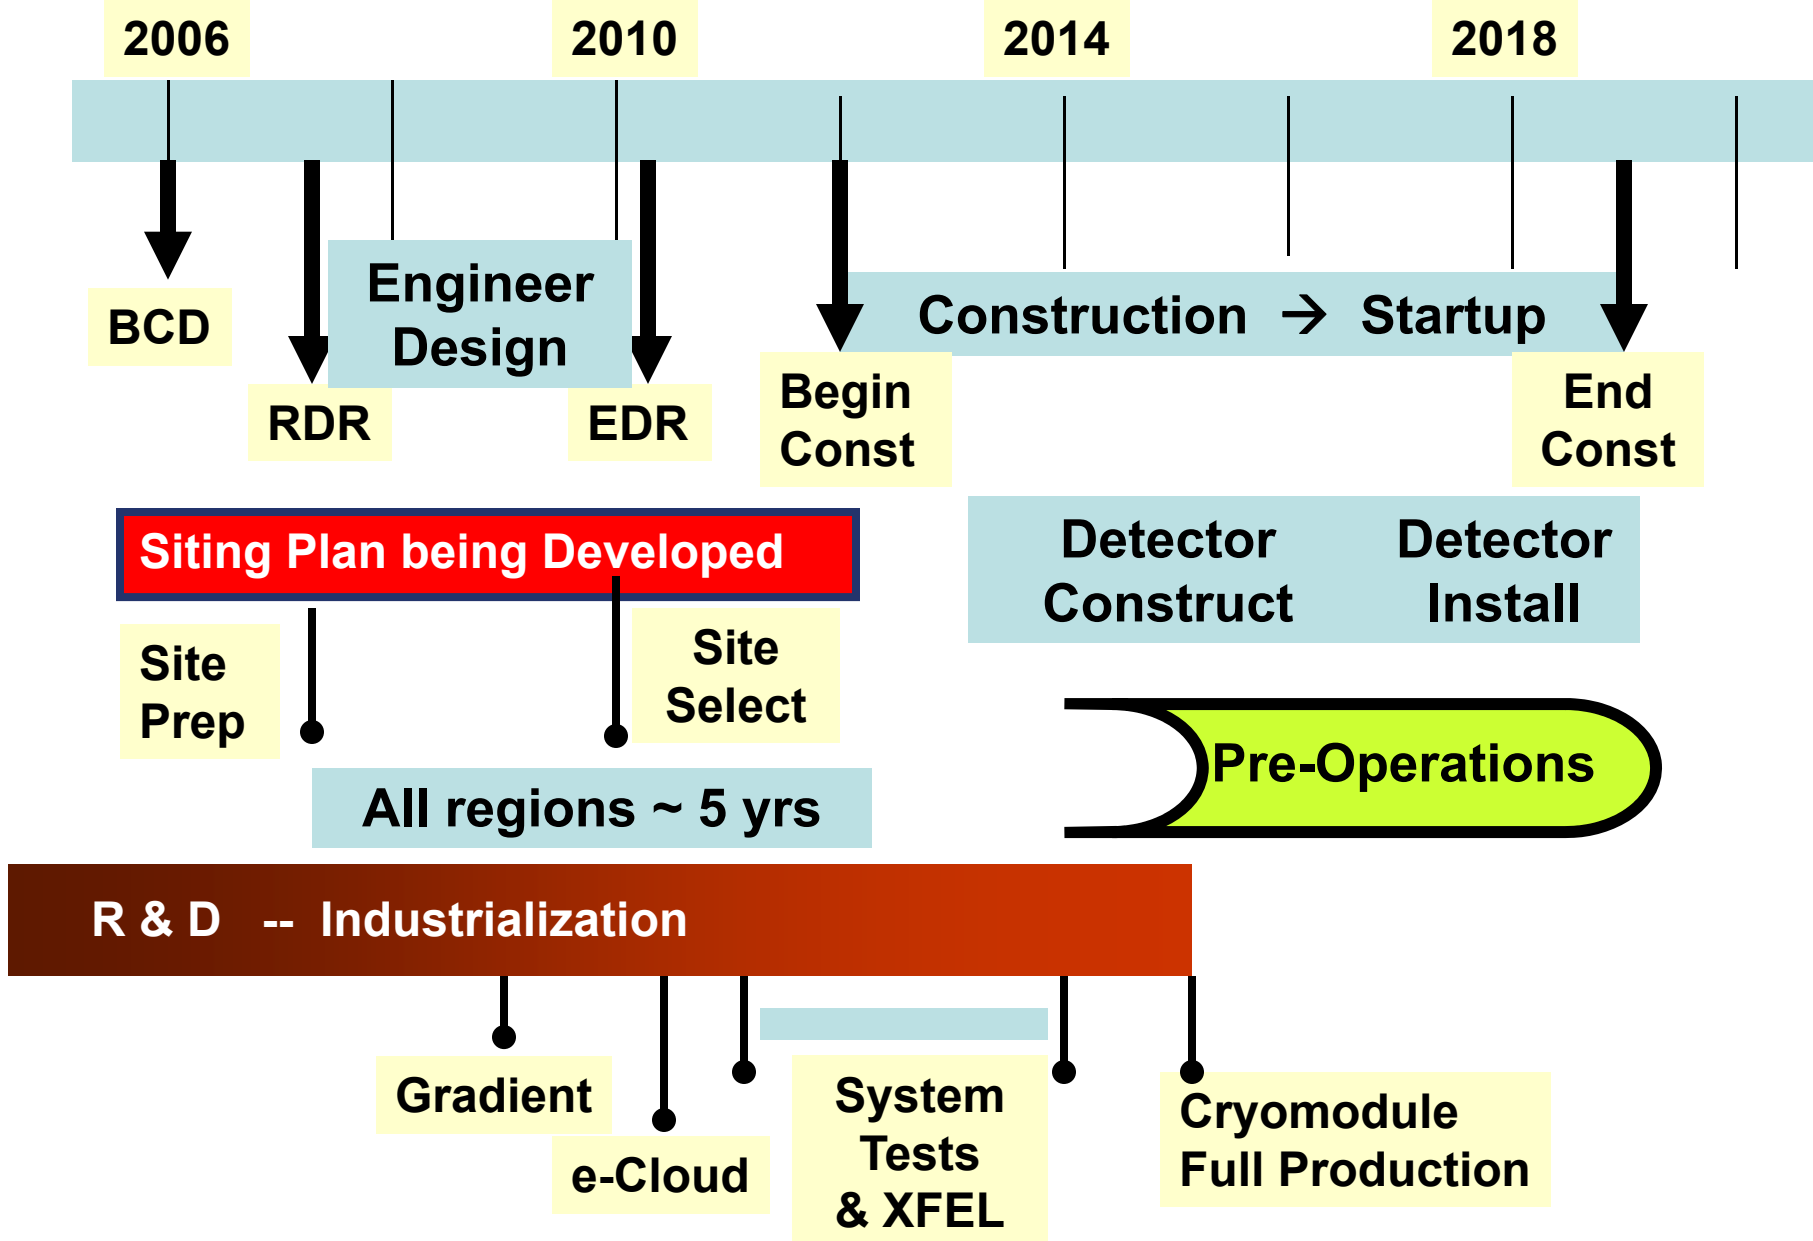 2006
2010
2014
2018
BCD
RDR
Engineer
Design
EDR
Begin
Const
Construction → Startup
End
Const
Siting Plan being Developed
Site
Prep
Site
Select
Detector
Construct
Detector
Install
Pre-Operations
All regions ~ 5 yrs
R & D -- Industrialization
Gradient
e-Cloud
System
Tests
& XFEL
Cryomodule
Full Production